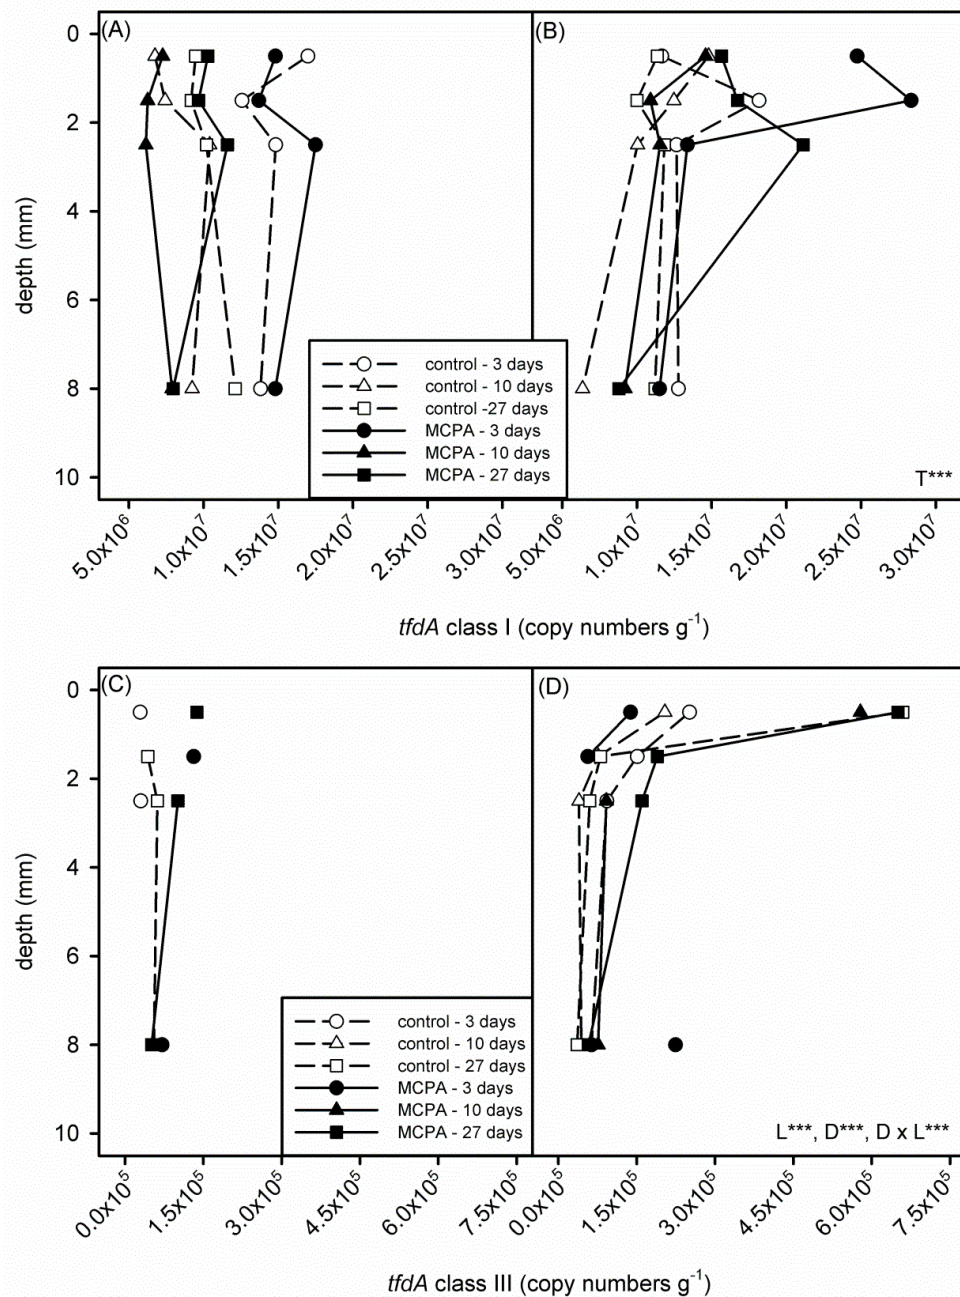 (A)
(B)
0
2
4
6
8
10
depth (mm)
control - 3 days
control - 10 days
control -27 days
MCPA - 3 days
MCPA - 10 days
MCPA - 27 days
T***
5.0x10⁶
1.0x10⁷
1.5x10⁷
2.0x10⁷
2.5x10⁷
3.0x10⁷
5.0x10⁶
1.0x10⁷
1.5x10⁷
2.0x10⁷
2.5x10⁷
3.0x10⁷
tfdA class I (copy numbers g⁻¹)
(C)
(D)
0
2
4
6
8
10
depth (mm)
control - 3 days
control - 10 days
control - 27 days
MCPA - 3 days
MCPA - 10 days
MCPA - 27 days
L***, D***, D x L***
0.0x10⁵
1.5x10⁵
3.0x10⁵
4.5x10⁵
6.0x10⁵
7.5x10⁵
0.0x10⁵
1.5x10⁵
3.0x10⁵
4.5x10⁵
6.0x10⁵
7.5x10⁵
tfdA class III (copy numbers g⁻¹)